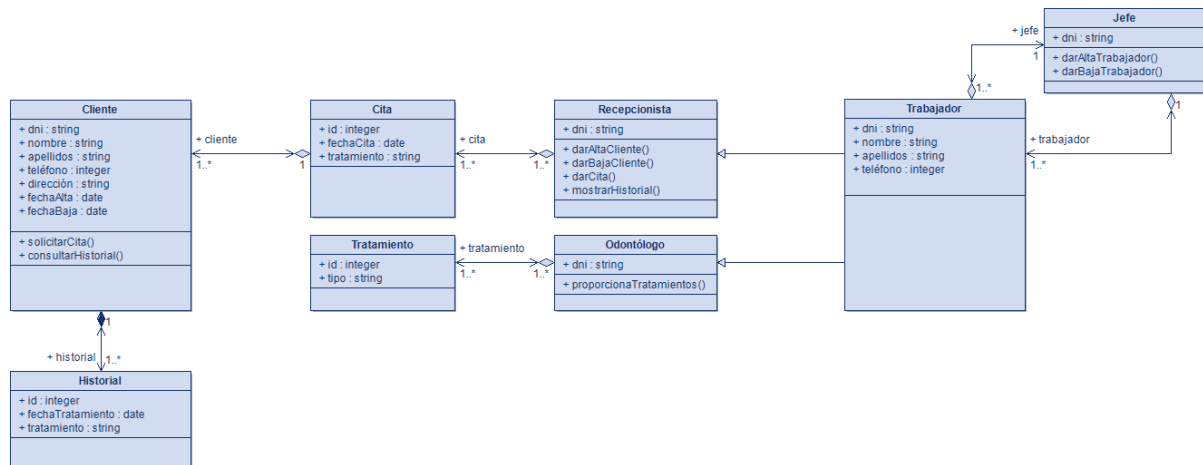 Jefe
+ dni : string
+ darAltaTrabajador()
+ darBajaTrabajador()
+ jefe
1
1..*
1
Cliente
+ dni : string
+ nombre : string
+ apellidos : string
+ teléfono : integer
+ dirección : string
+ fechaAlta : date
+ fechaBaja : date
+ solicitarCita()
+ consultarHistorial()
+ cliente
1..*
1
Cita
+ id : integer
+ fechaCita : date
+ tratamiento : string
+ cita
1..*
1..*
Recepcionista
+ dni : string
+ darAltaCliente()
+ darBajaCliente()
+ darCita()
+ mostrarHistorial()
Trabajador
+ dni : string
+ nombre : string
+ apellidos : string
+ teléfono : integer
+ trabajador
1..*
Tratamiento
+ id : integer
+ tipo : string
+ tratamiento
1..*
1..*
Odontólogo
+ dni : string
+ proporcionaTratamientos()
1
+ historial
1..*
Historial
+ id : integer
+ fechaTratamiento : date
+ tratamiento : string